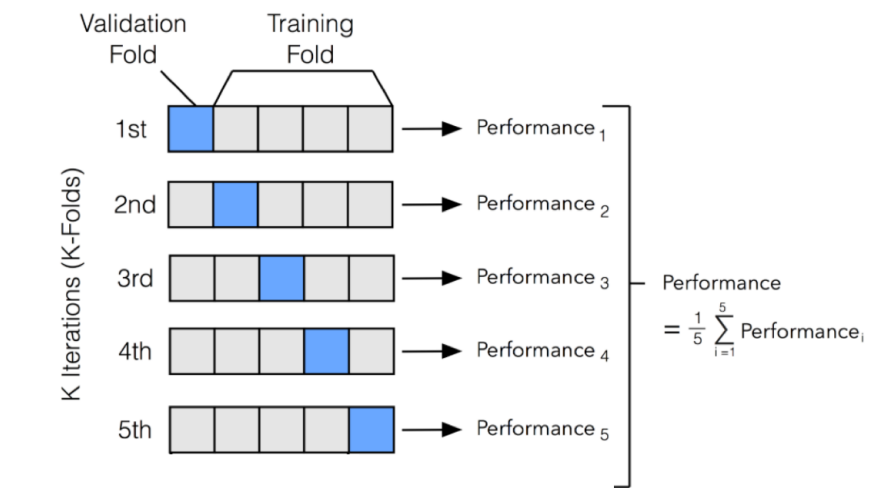 Validation
Fold
Training
Fold
K Iterations (K-Folds)
1st
Performance 1
2nd
Performance 2
3rd
Performance 3
4th
Performance 4
5th
Performance 5
Performance
= 1/5 5∑i=1 Performance i